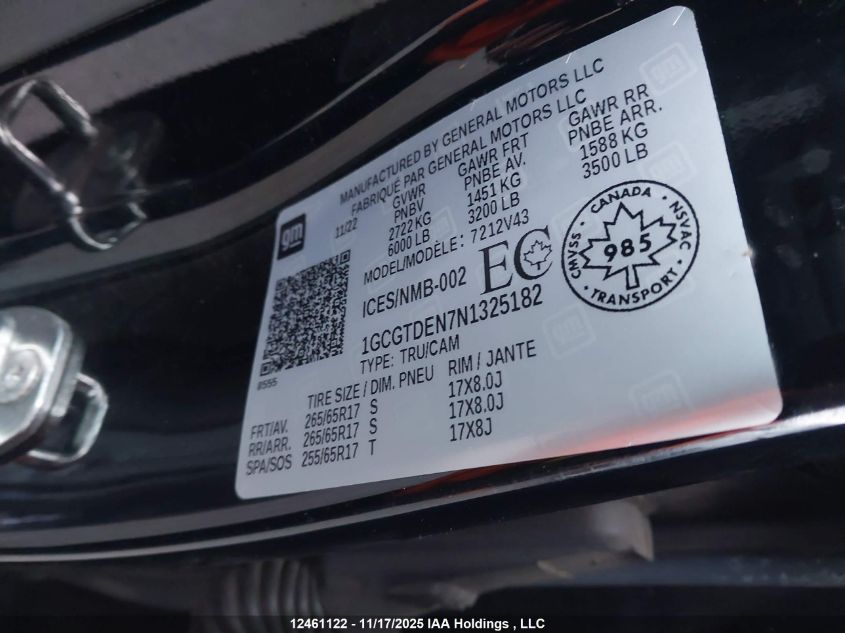 gm
MANUFACTURED BY GENERAL MOTORS LLC
FABRIQUÉ PAR GENERAL MOTORS LLC
11/22 GVWR GAWR FRT GAWR RR
PNBV PNBE AV. PNBE ARR.
2722 KG 1451 KG 1588 KG
6000 LB 3200 LB 3500 LB
MODEL/MODÈLE: 7212V43
ICES/NMB-002 EC
CANADA
CMVSS 985 NSVAC
TRANSPORT
1GCGTDEN7N1325182
TYPE: TRU/CAM
8555
TIRE SIZE / DIM. PNEU RIM / JANTE
FRT/AV. 265/65R17 S 17X8.0J
RR/ARR. 265/65R17 S 17X8.0J
SPA/SOS 255/65R17 T 17X8J
12461122 - 11/17/2025 IAA Holdings , LLC